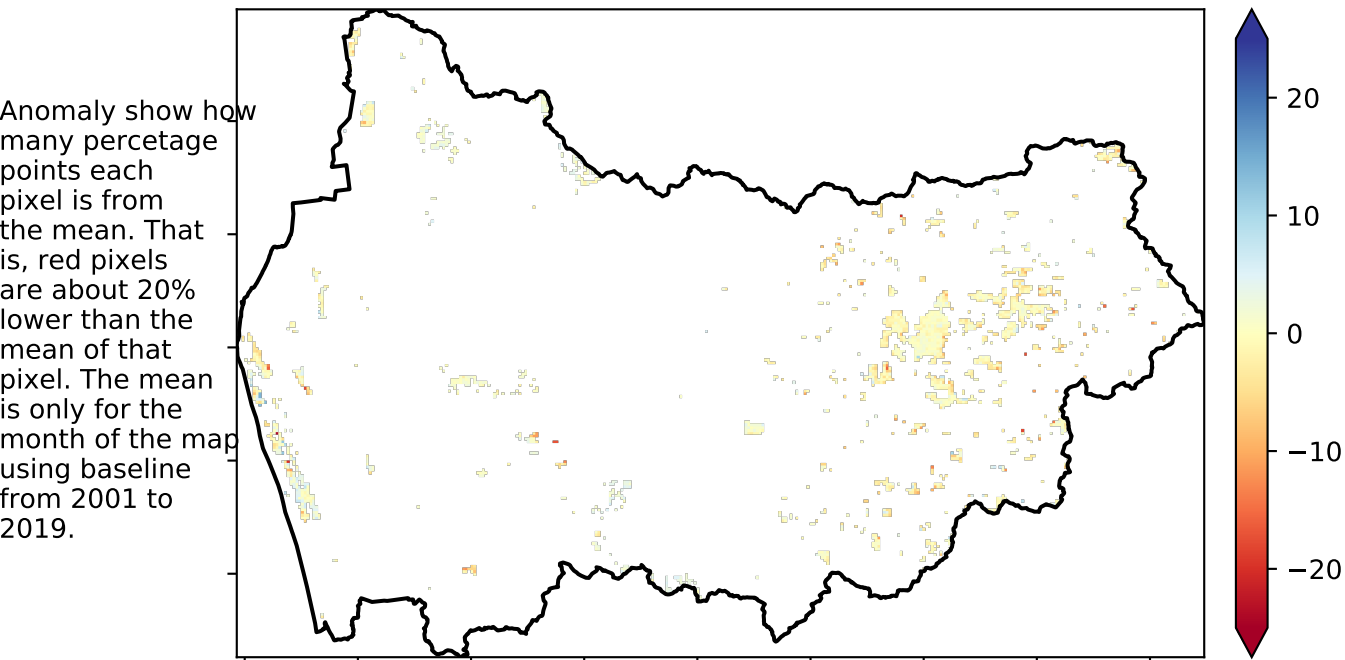 Anomaly show how
many percetage
points each
pixel is from
the mean. That
is, red pixels
are about 20%
lower than the
mean of that
pixel. The mean
is only for the
month of the map
using baseline
from 2001 to
2019.
20
10
0
−10
−20